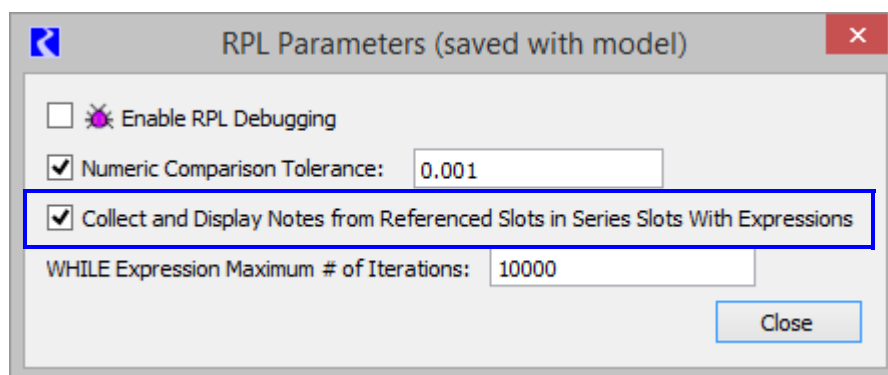 RPL Parameters (saved with model)
Enable RPL Debugging
Numeric Comparison Tolerance: 0.001
Collect and Display Notes from Referenced Slots in Series Slots With Expressions
WHILE Expression Maximum # of Iterations: 10000
Close